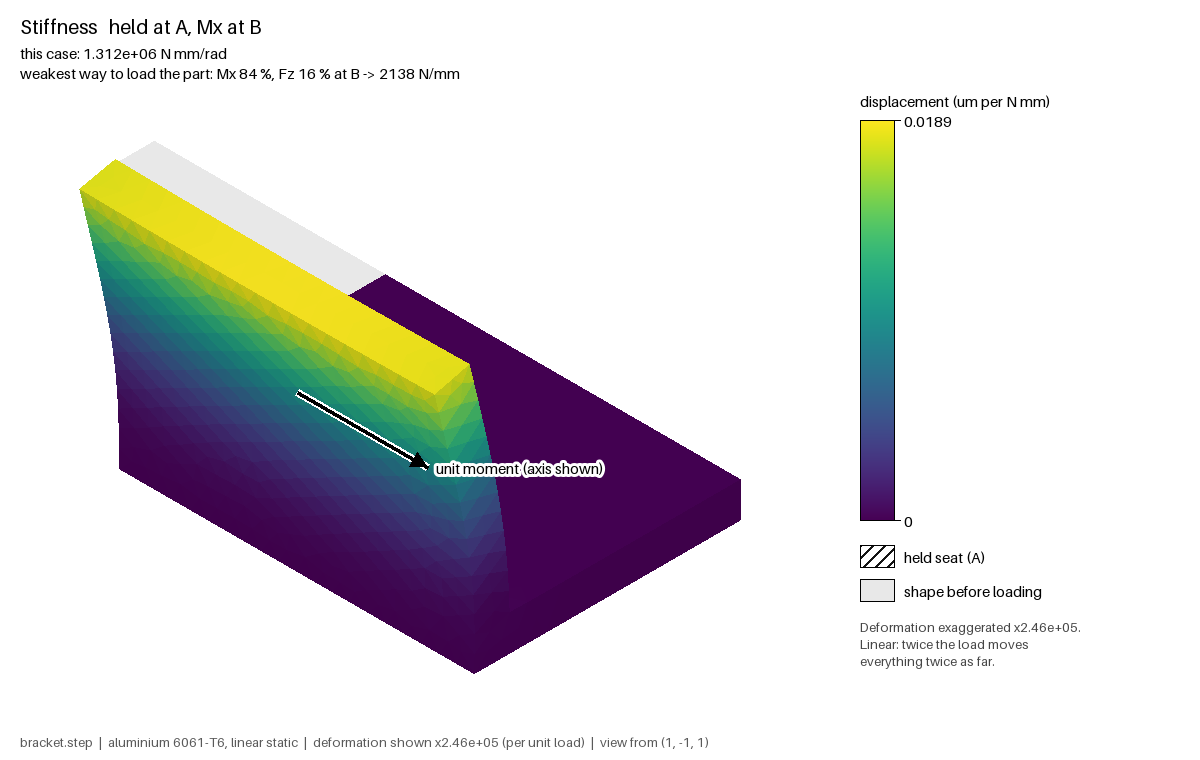 Stiffness  held at A, Mx at B
this case: 1.312e+06 N mm/rad
weakest way to load the part: Mx 84 %, Fz 16 % at B -> 2138 N/mm
displacement (um per N mm)
0.0189
unit moment (axis shown)
0
held seat (A)
shape before loading
Deformation exaggerated x2.46e+05.
Linear: twice the load moves
everything twice as far.
bracket.step | aluminium 6061-T6, linear static | deformation shown x2.46e+05 (per unit load) | view from (1, -1, 1)